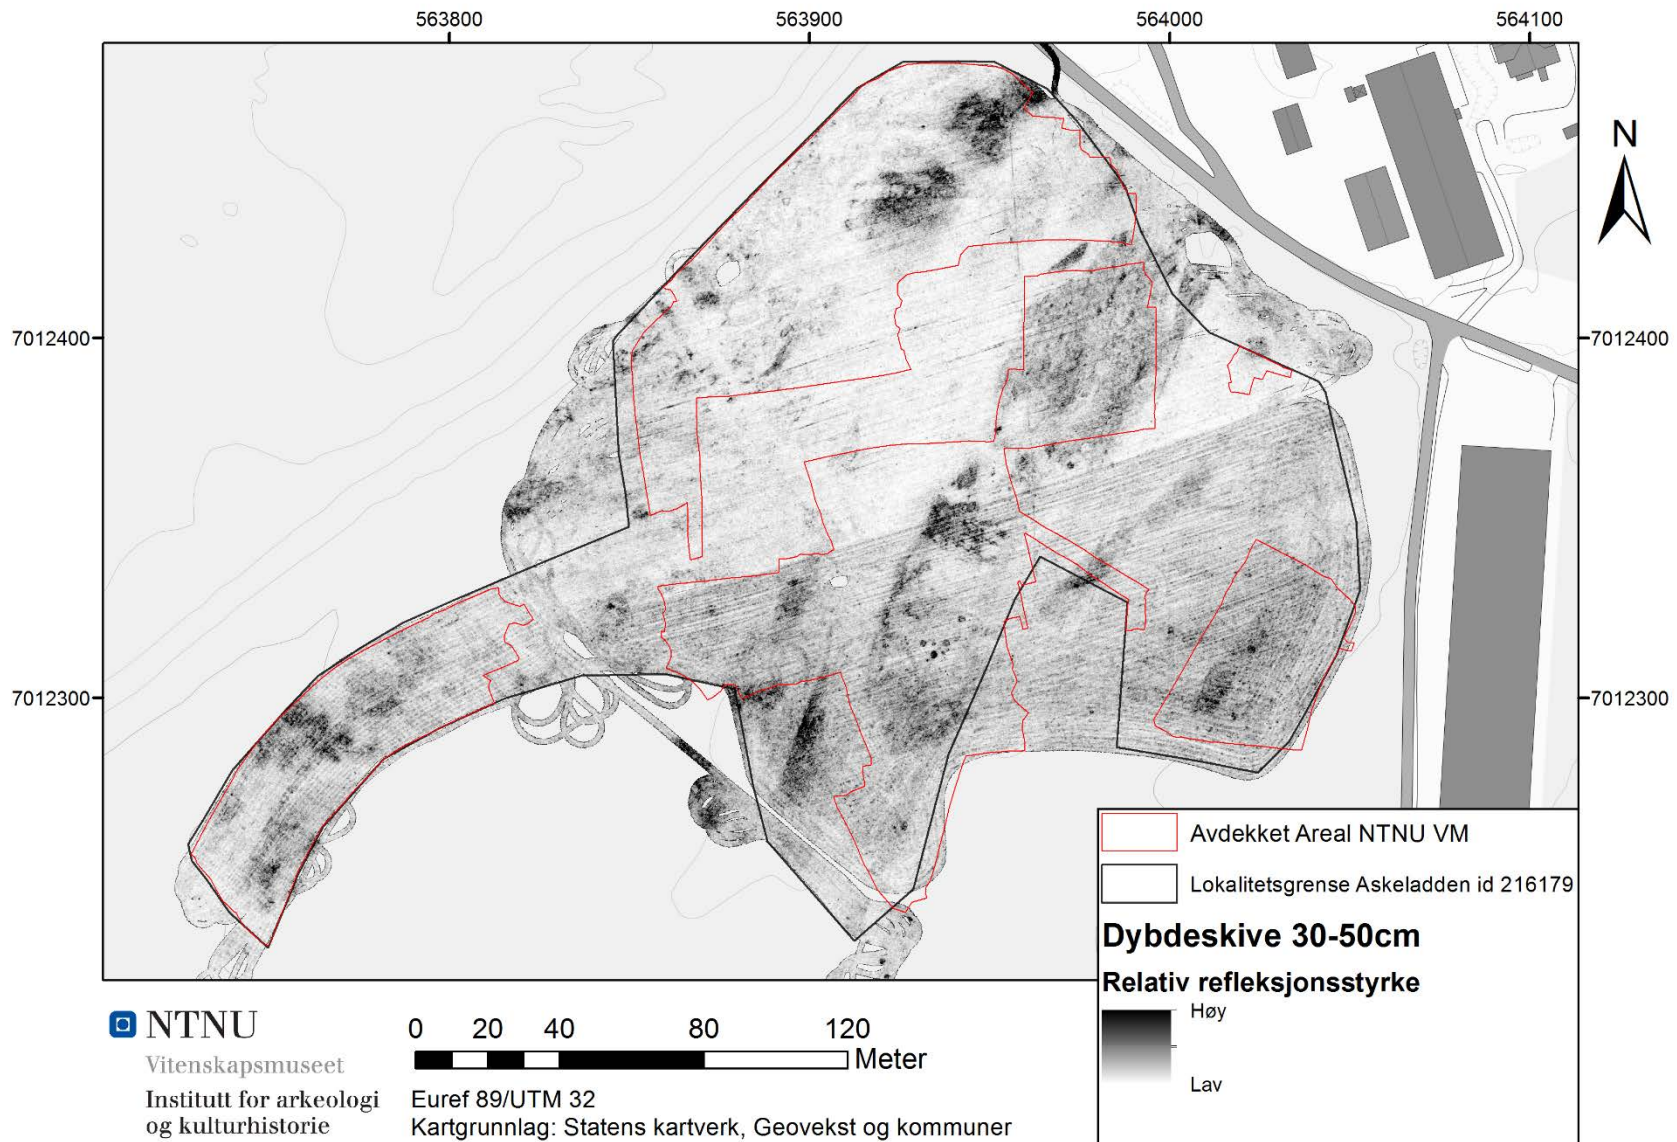 563800 563900 564000 564100
N
7012400 7012400
7012300 7012300
Avdekket Areal NTNU VM
Lokalitetsgrense Askeladden id 216179
Dybdeskive 30-50cm
Relativ refleksjonsstyrke
Høy
Lav
NTNU
Vitenskapsmuseet
Institutt for arkeologi
og kulturhistorie
0 20 40 80 120
Meter
Euref 89/UTM 32
Kartgrunnlag: Statens kartverk, Geovekst og kommuner